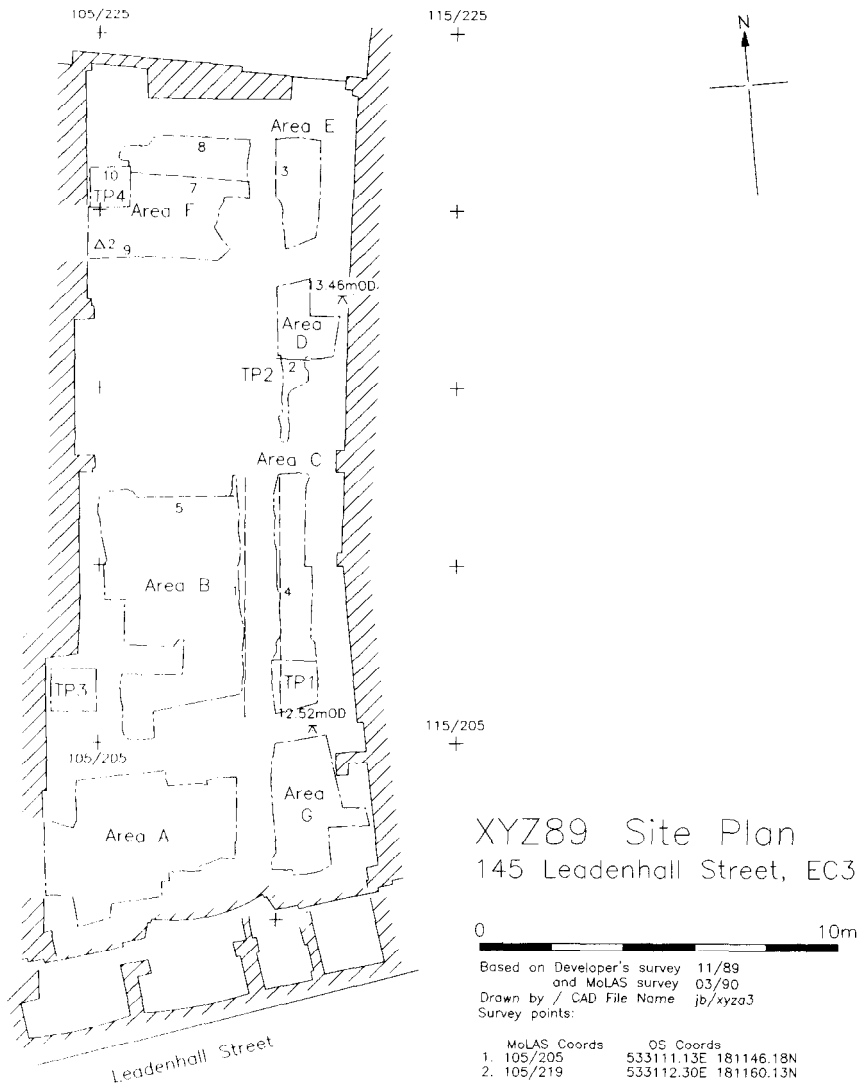 105/225
115/225
N
Area E
8
3
10
TP4
7
Area F
△2
9
13.46mOD
Area
D
2
TP2
Area C
5
Area B
1
4
TP3
TP1
12.52mOD
105/205
115/205
Area
G
Area A
XYZ89 Site Plan
145 Leadenhall Street, EC3
0 10m
Based on Developer's survey 11/89
and MoLAS survey 03/90
Drawn by / CAD File Name jb/xyza3
Survey points:
MoLAS Coords OS Coords
1. 105/205 533111.13E 181146.18N
2. 105/219 533112.30E 181160.13N
Leadenhall Street